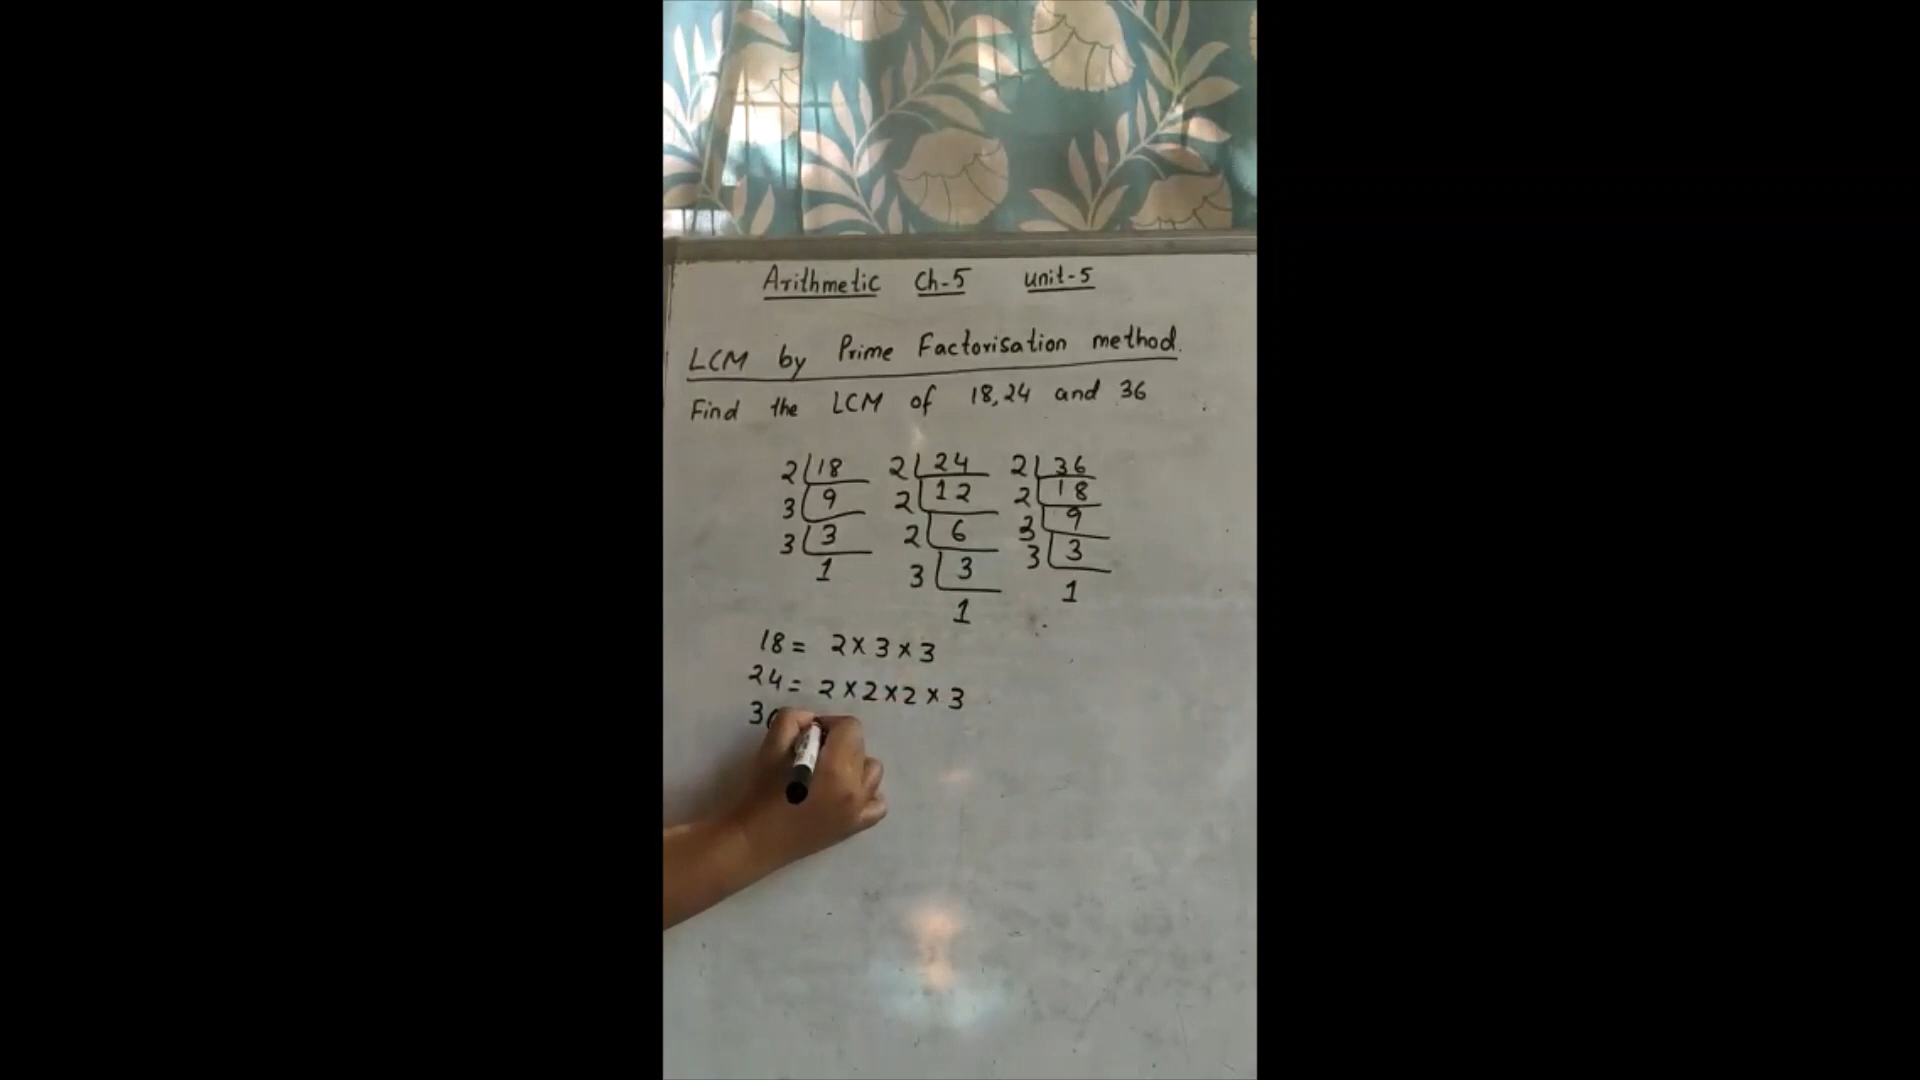 Arithmetic Ch-5 unit-5
LCM by Prime Factorisation method.
Find the LCM of 18,24 and 36
2 18 2 24 2 36
3 9 2 12 2 18
3 3 2 6 3 9
1 3 3 3 3
1 1
18 = 2 × 3 × 3
24 = 2 × 2 × 2 × 3
3